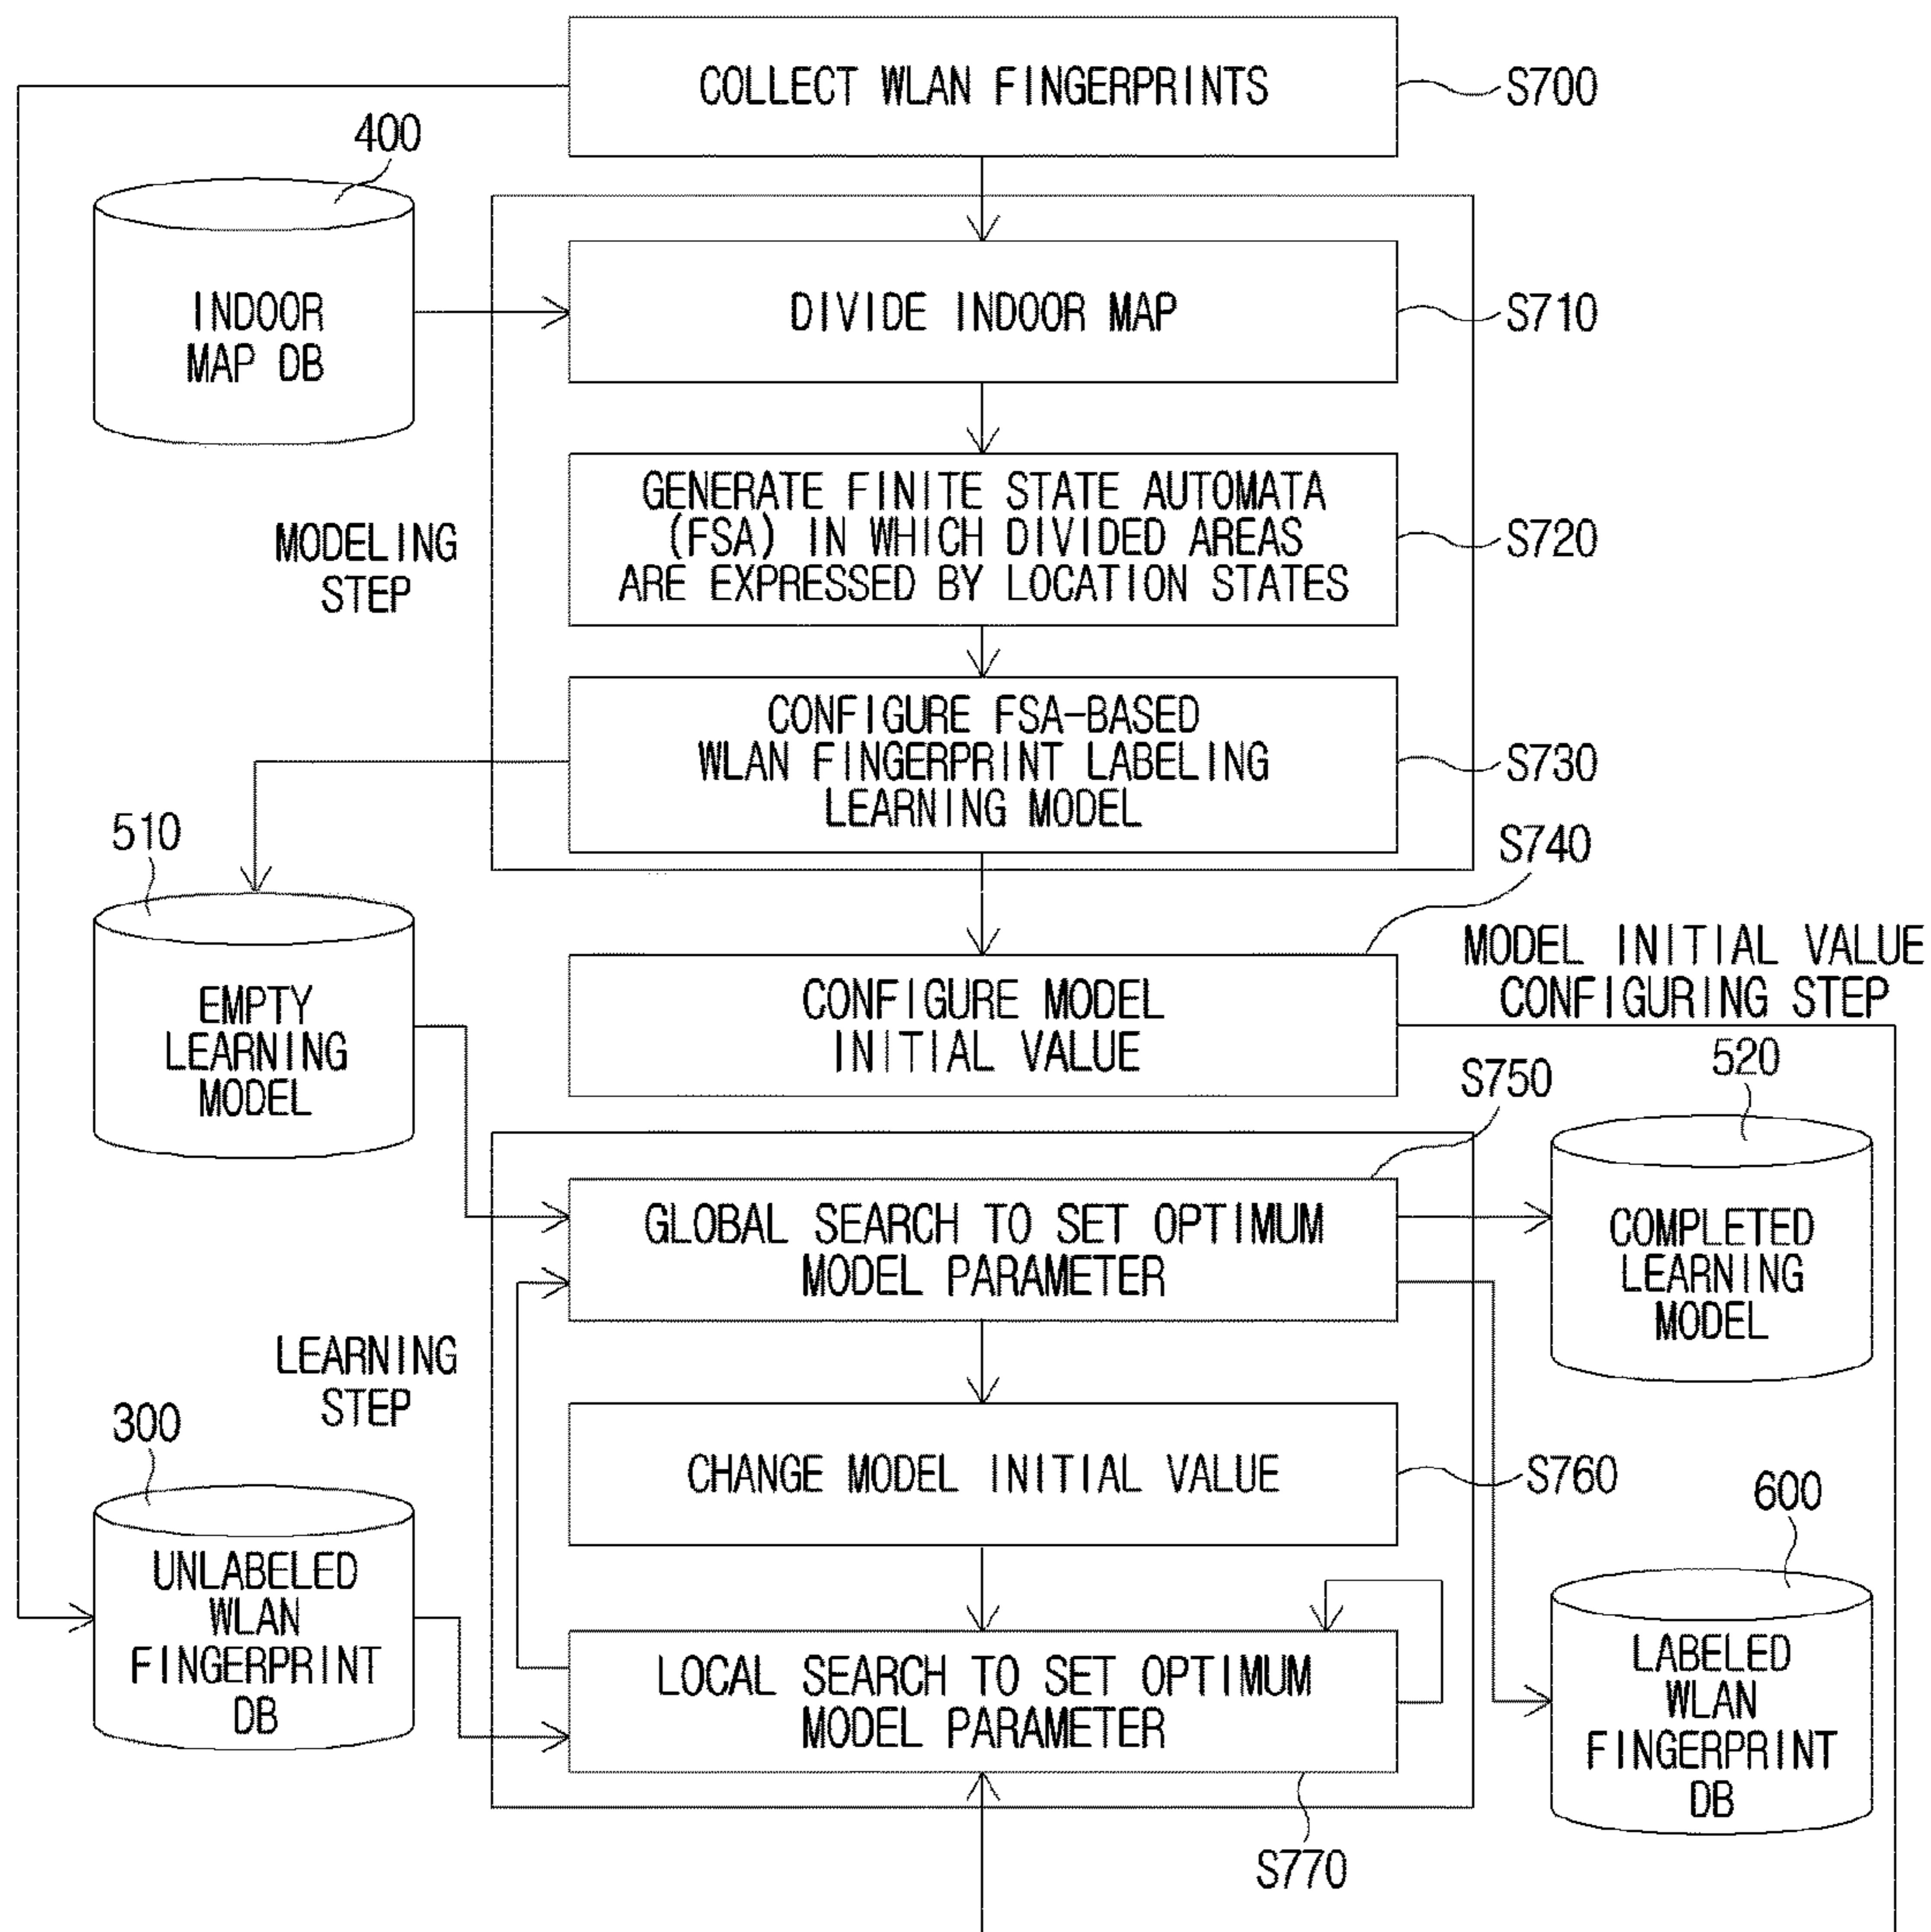 COLLECT WLAN FINGERPRINTS
S700
400
INDOOR
MAP DB
DIVIDE INDOOR MAP
S710
MODELING
STEP
GENERATE FINITE STATE AUTOMATA
(FSA) IN WHICH DIVIDED AREAS
ARE EXPRESSED BY LOCATION STATES
S720
CONFIGURE FSA-BASED
WLAN FINGERPRINT LABELING
LEARNING MODEL
S730
510
EMPTY
LEARNING
MODEL
S740
CONFIGURE MODEL
INITIAL VALUE
MODEL INITIAL VALUE
CONFIGURING STEP
S750
520
GLOBAL SEARCH TO SET OPTIMUM
MODEL PARAMETER
COMPLETED
LEARNING
MODEL
LEARNING
STEP
300
UNLABELED
WLAN
FINGERPRINT
DB
CHANGE MODEL INITIAL VALUE
S760
600
LOCAL SEARCH TO SET OPTIMUM
MODEL PARAMETER
LABELED
WLAN
FINGERPRINT
DB
S770